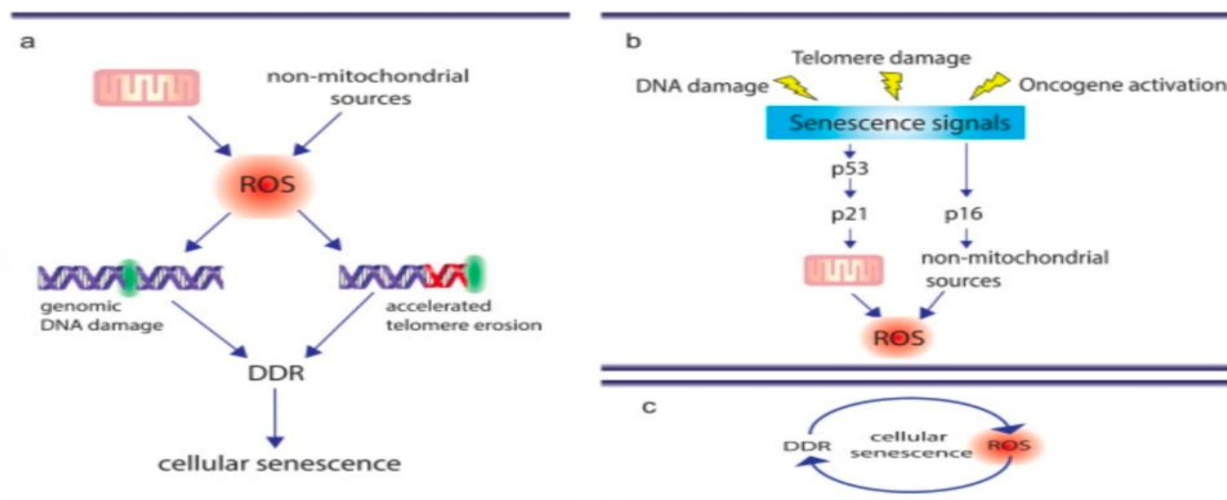 a
non-mitochondrial
sources
ROS
genomic
DNA damage
accelerated
telomere erosion
DDR
cellular senescence
b
Telomere damage
DNA damage
Oncogene activation
Senescence signals
p53
p21
p16
non-mitochondrial
sources
ROS
c
DDR
cellular
senescence
ROS